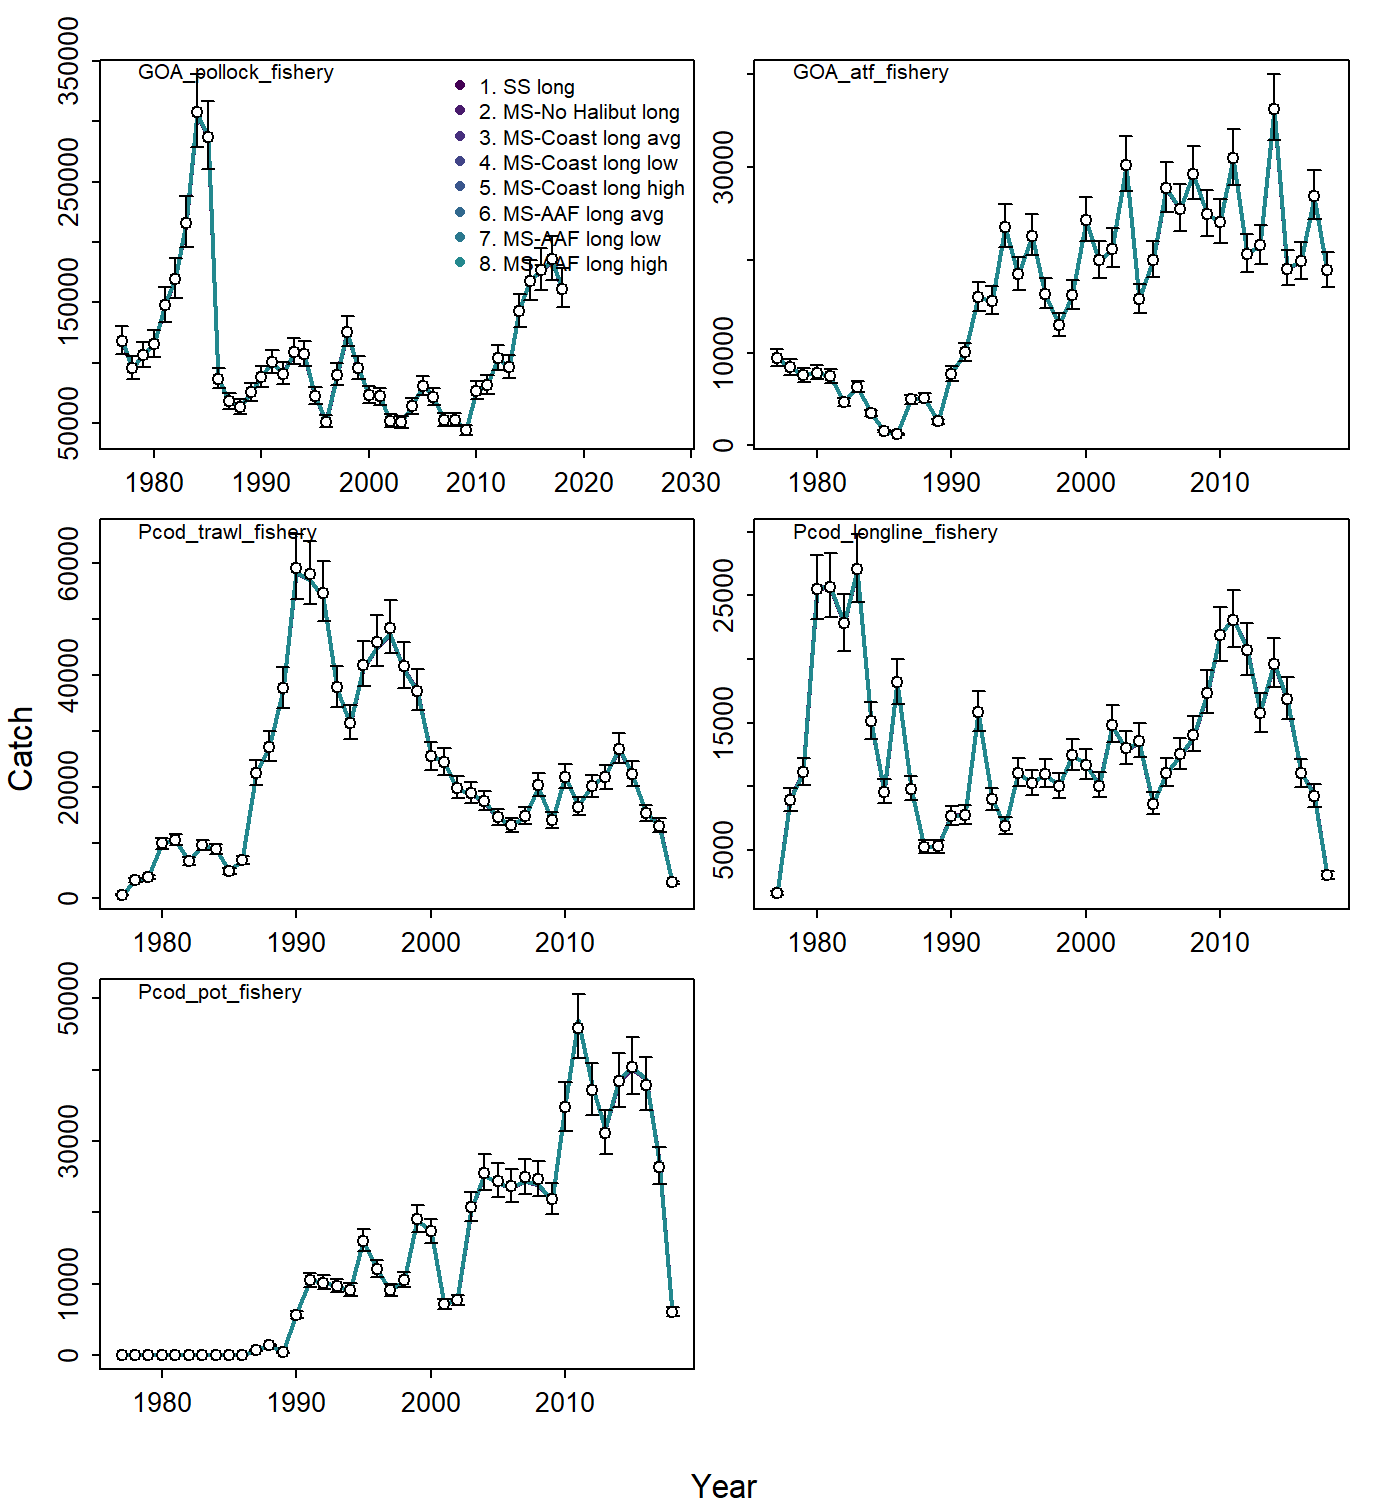 GOA_pollock_fishery
1. SS long
2. MS-No Halibut long
3. MS-Coast long avg
4. MS-Coast long low
5. MS-Coast long high
6. MS-AAF long avg
7. MS-AAF long low
8. MS-AAF long high
350000
250000
150000
50000
1980 1990 2000 2010 2020 2030
GOA_atf_fishery
30000
10000
0
1980 1990 2000 2010
Pcod_trawl_fishery
60000
40000
20000
0
1980 1990 2000 2010
Pcod_longline_fishery
25000
15000
5000
1980 1990 2000 2010
Catch
Pcod_pot_fishery
50000
30000
10000
0
1980 1990 2000 2010
Year